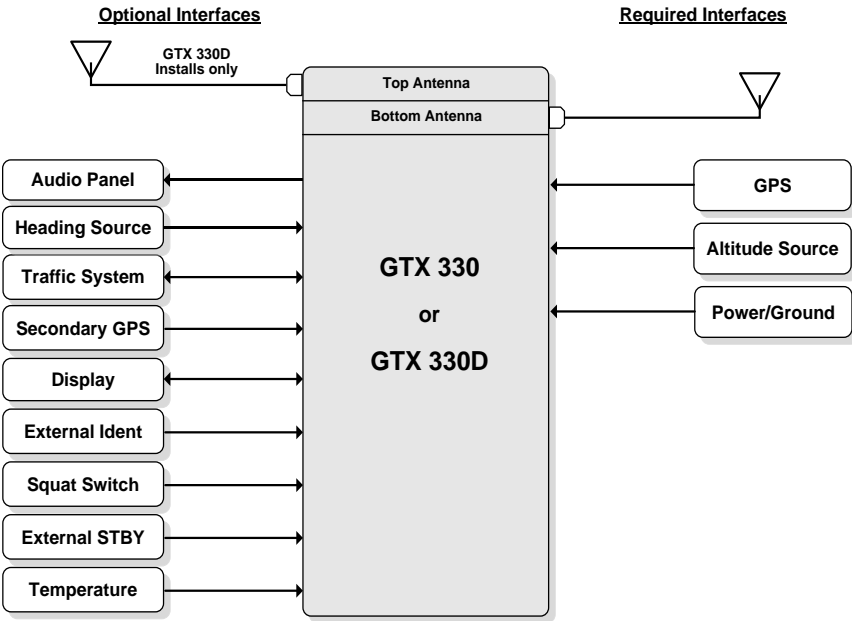 Optional Interfaces
Required Interfaces
GTX 330D
Installs only
Top Antenna
Bottom Antenna
Audio Panel
Heading Source
Traffic System
Secondary GPS
Display
External Ident
Squat Switch
External STBY
Temperature
GTX 330
or
GTX 330D
GPS
Altitude Source
Power/Ground